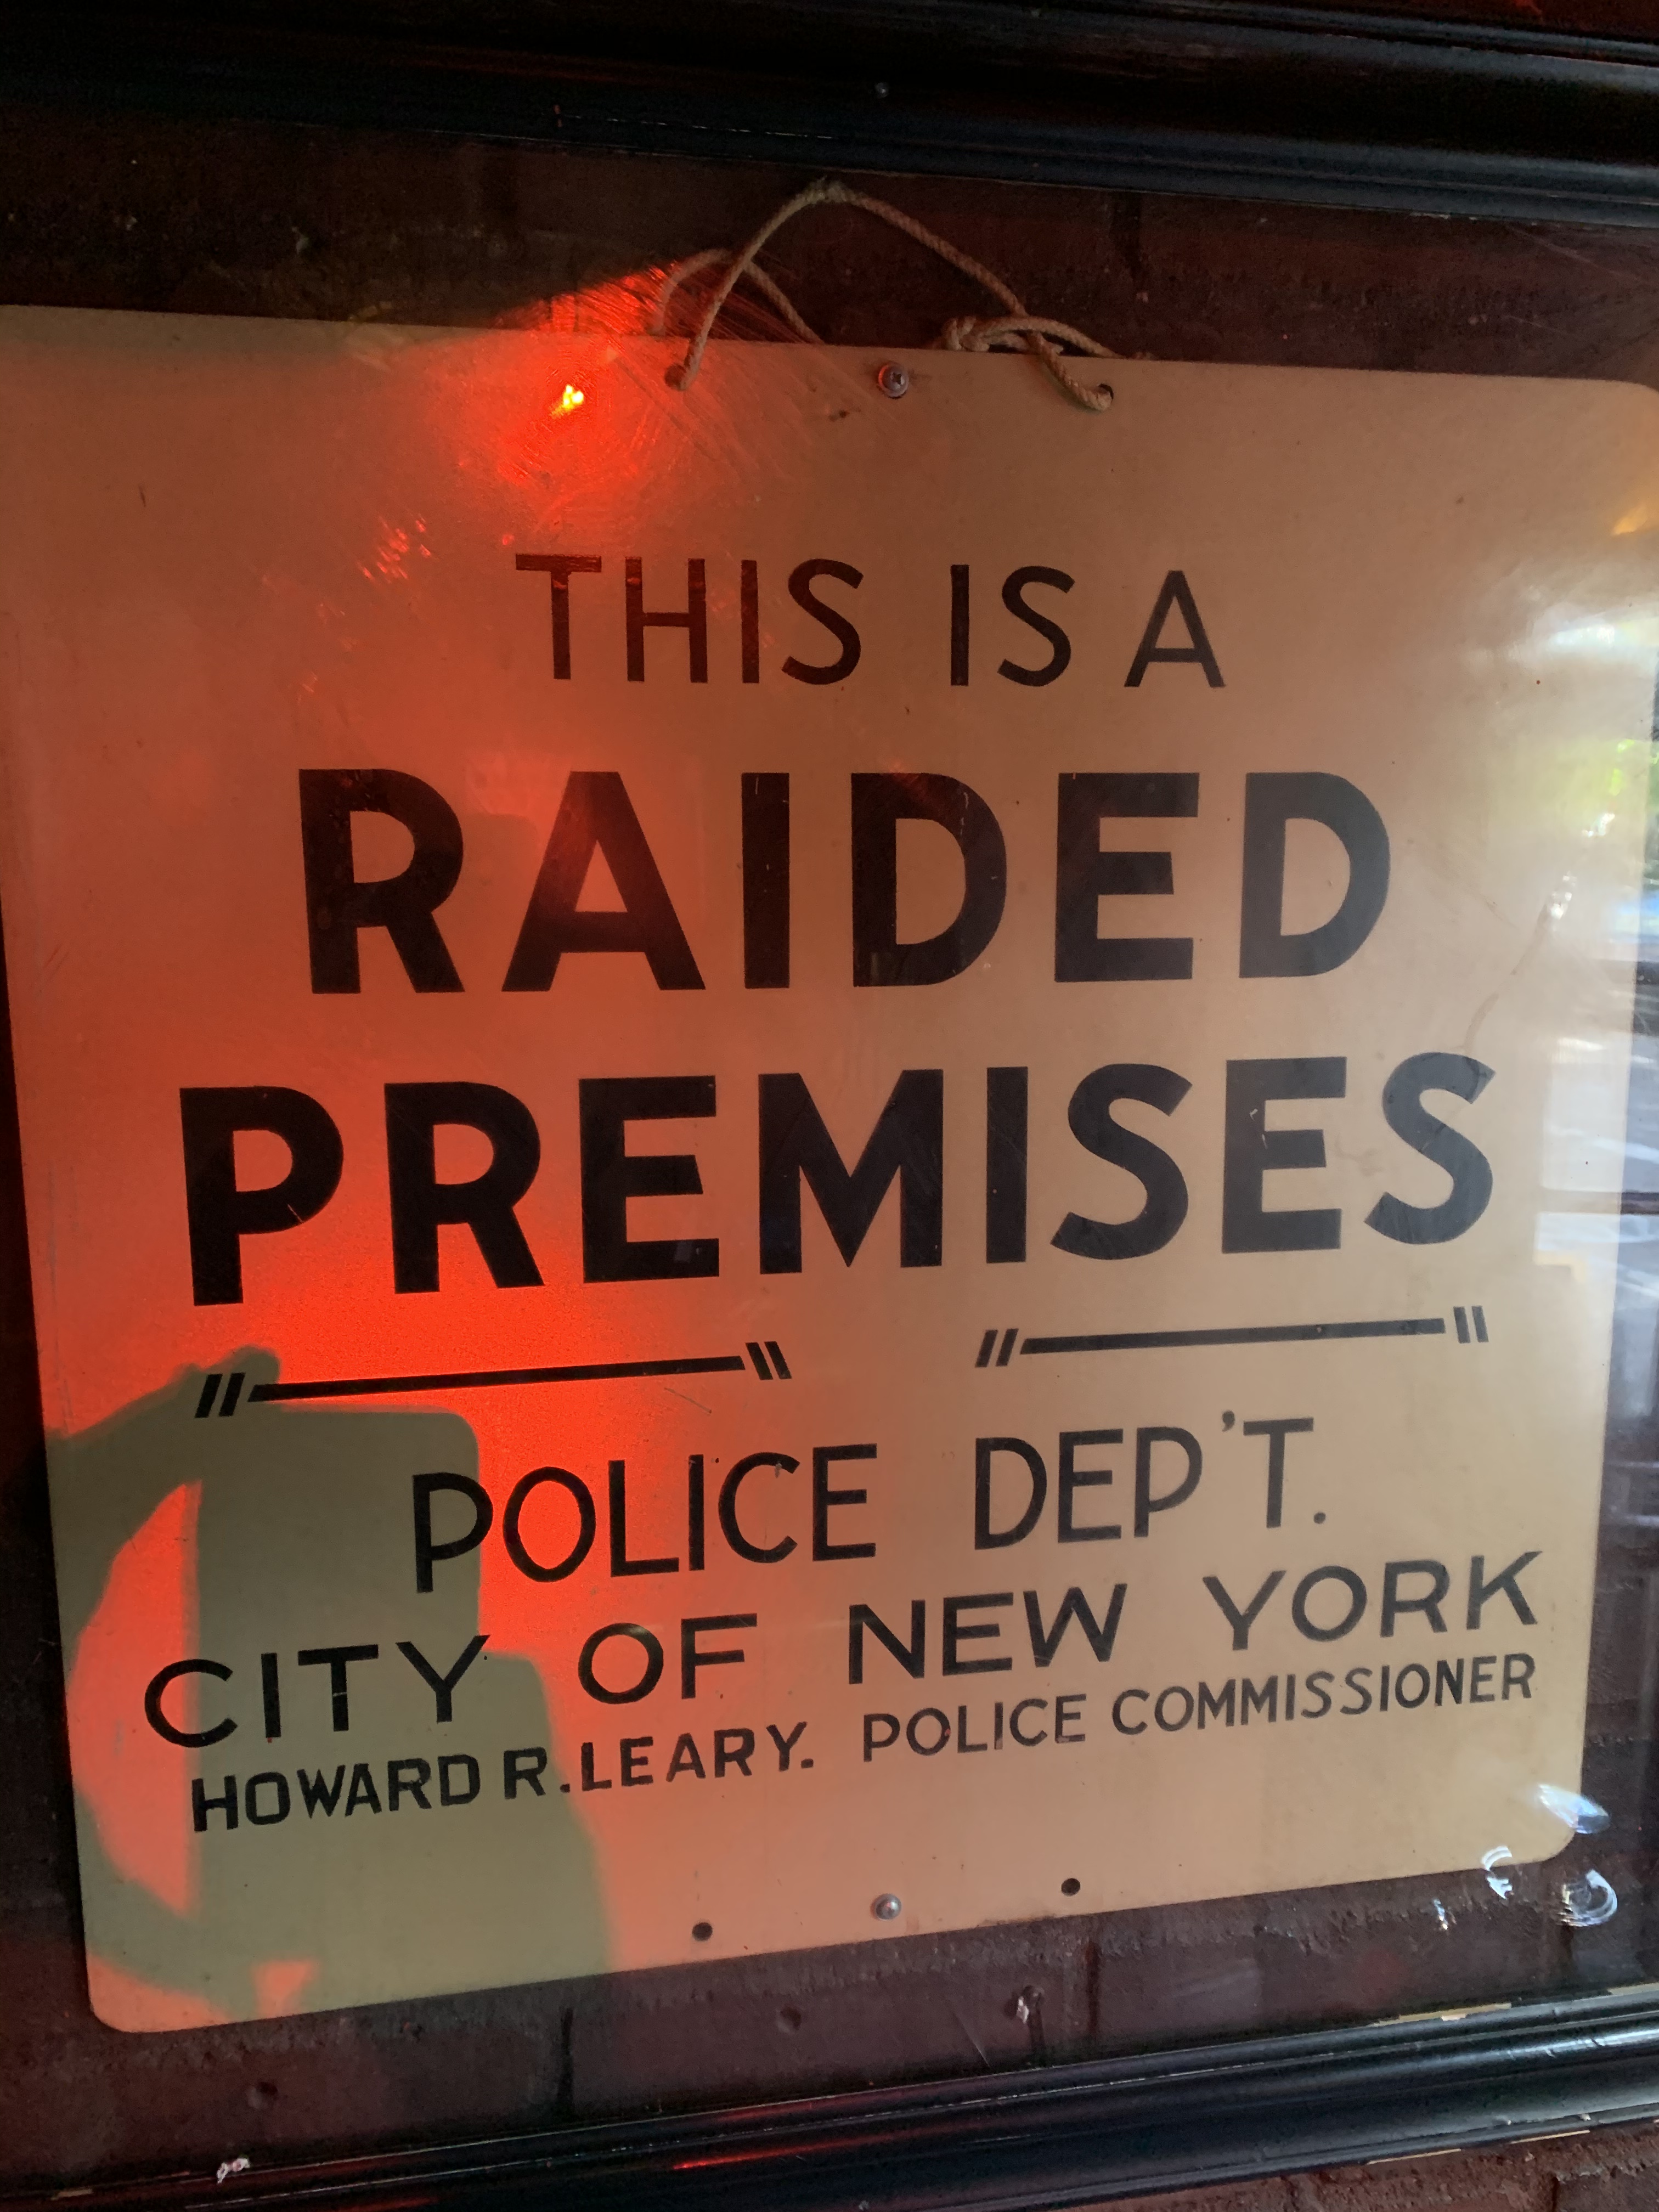 THIS IS A
RAIDED
PREMISES
POLICE DEP'T.
CITY OF NEW YORK
HOWARD R. LEARY. POLICE COMMISSIONER